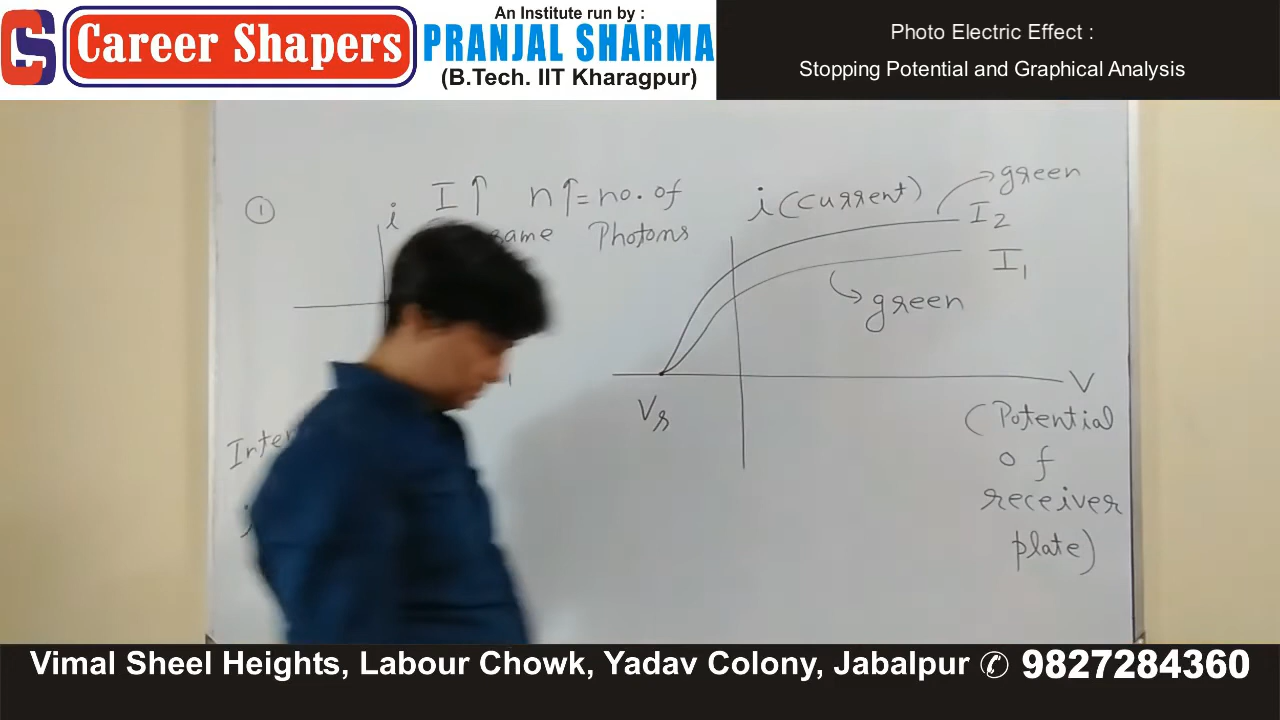 CS Career Shapers
An Institute run by :
PRANJAL SHARMA
(B.Tech. IIT Kharagpur)
Photo Electric Effect :
Stopping Potential and Graphical Analysis
①
I↑ n↑=no. of
same Photons
i
i (current)
green
I₂
I₁
green
V
Vs
(Potential
of
receiver
plate)
Vimal Sheel Heights, Labour Chowk, Yadav Colony, Jabalpur ✆ 9827284360